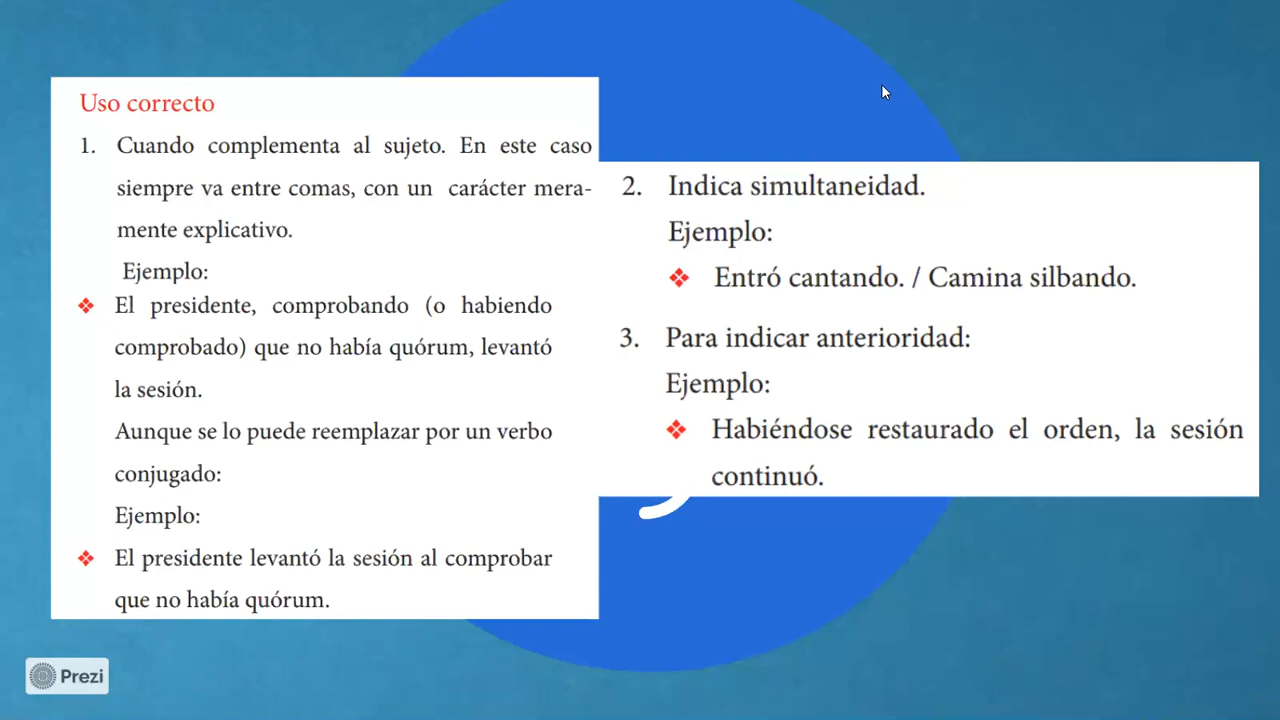 Uso correcto
1. Cuando complementa al sujeto. En este caso
siempre va entre comas, con un carácter mera-
mente explicativo.
Ejemplo:
❖ El presidente, comprobando (o habiendo
comprobado) que no había quórum, levantó
la sesión.
Aunque se lo puede reemplazar por un verbo
conjugado:
Ejemplo:
❖ El presidente levantó la sesión al comprobar
que no había quórum.
2. Indica simultaneidad.
Ejemplo:
❖ Entró cantando. / Camina silbando.
3. Para indicar anterioridad:
Ejemplo:
❖ Habiéndose restaurado el orden, la sesión
continuó.
Prezi